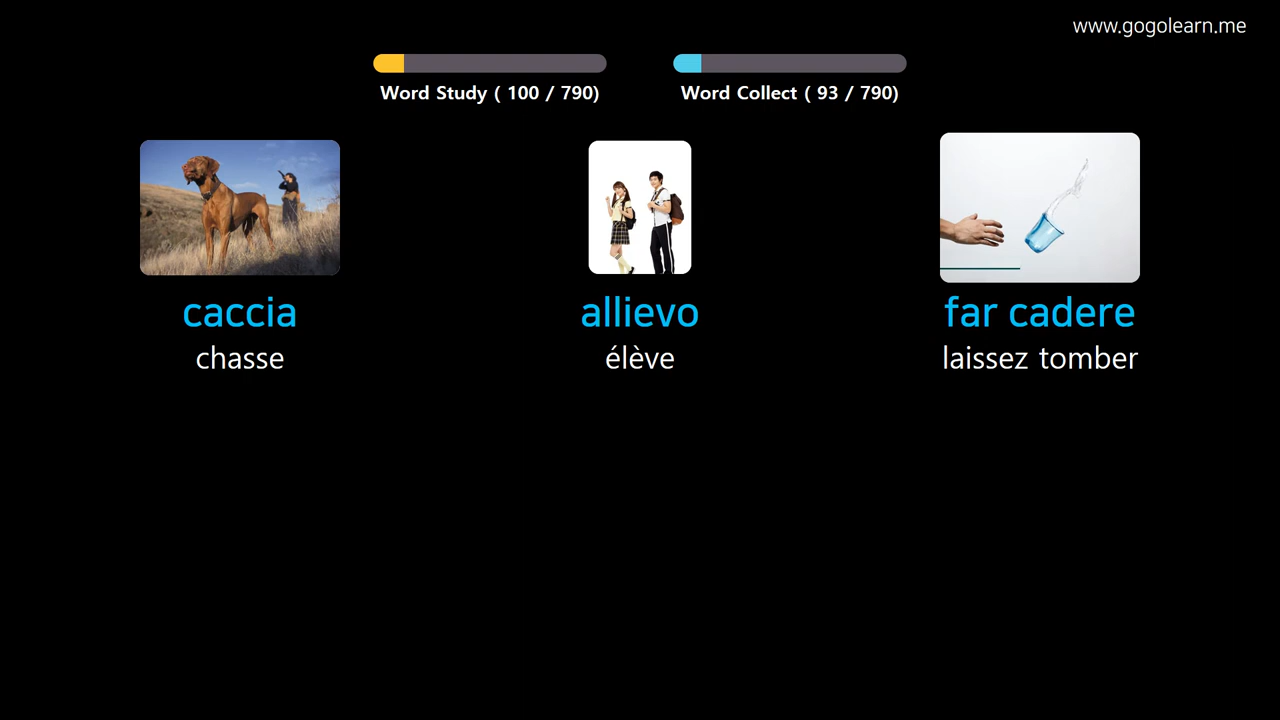 www.gogolearn.me
Word Study ( 100 / 790)
Word Collect ( 93 / 790)
caccia
chasse
allievo
élève
far cadere
laissez tomber